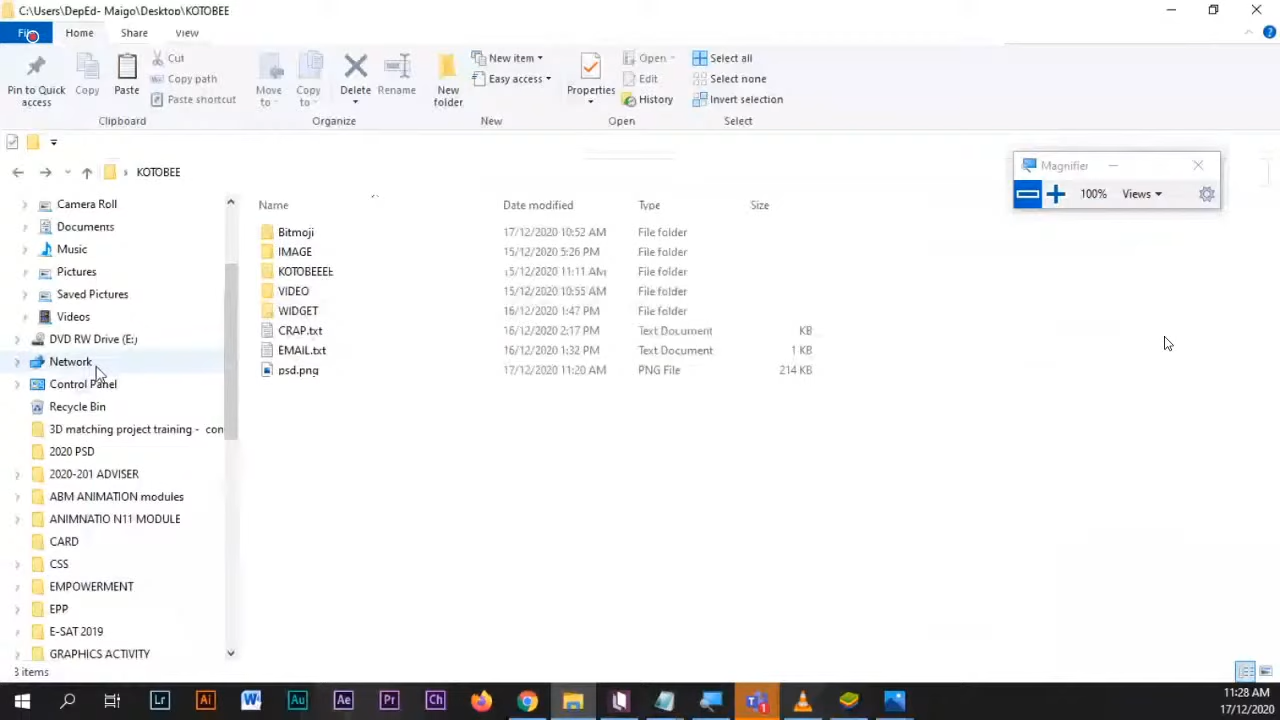 C:\Users\DepEd- Maigo\Desktop\KOTOBEE
File Home Share View
Pin to Quick access
Copy
Paste
Cut
Copy path
Paste shortcut
Clipboard
Move to
Copy to
Delete
Rename
Organize
New folder
New item
Easy access
New
Properties
Open
Edit
History
Open
Select all
Select none
Invert selection
Select
KOTOBEE
Magnifier
100% Views
Camera Roll
Documents
Music
Pictures
Saved Pictures
Videos
DVD RW Drive (E:)
Network
Control Panel
Recycle Bin
3D matching project training - con
2020 PSD
2020-201 ADVISER
ABM ANIMATION modules
ANIMNATIO N11 MODULE
CARD
CSS
EMPOWERMENT
EPP
E-SAT 2019
GRAPHICS ACTIVITY
Name Date modified Type Size
Bitmoji 17/12/2020 10:52 AM File folder
IMAGE 15/12/2020 5:26 PM File folder
KOTOBEEEE 15/12/2020 11:11 AM File folder
VIDEO 15/12/2020 10:55 AM File folder
WIDGET 16/12/2020 1:47 PM File folder
CRAP.txt 16/12/2020 2:17 PM Text Document KB
EMAIL.txt 16/12/2020 1:32 PM Text Document 1 KB
psd.png 17/12/2020 11:20 AM PNG File 214 KB
items
Lr Ai W Au Ae Pr Ch
11:28 AM
17/12/2020